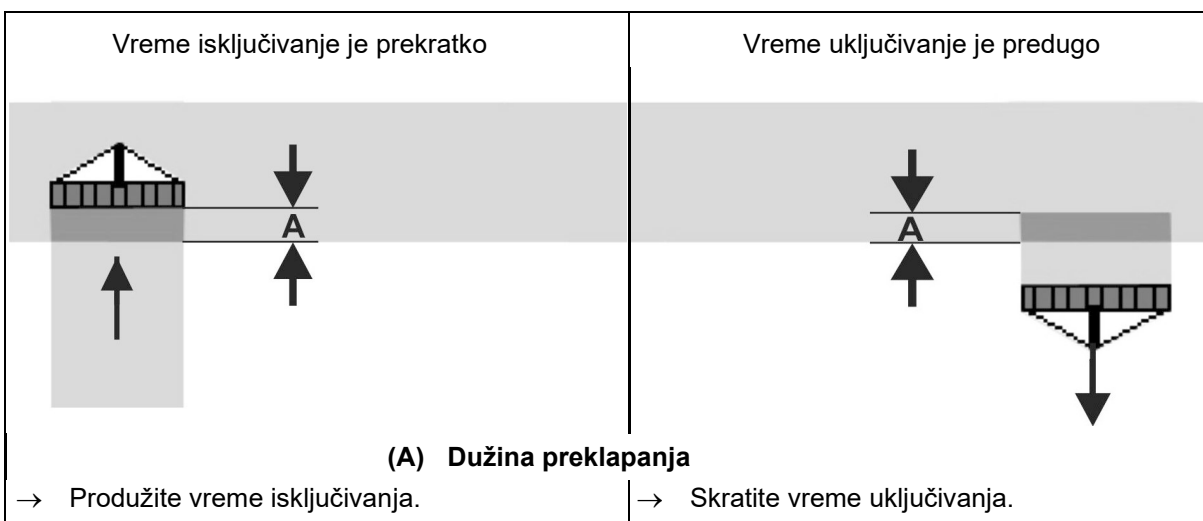 Vreme isključivanje je prekratko
Vreme uključivanje je predugo
A
A
(A) Dužina preklapanja
→ Produžite vreme isključivanja.
→ Skratite vreme uključivanja.